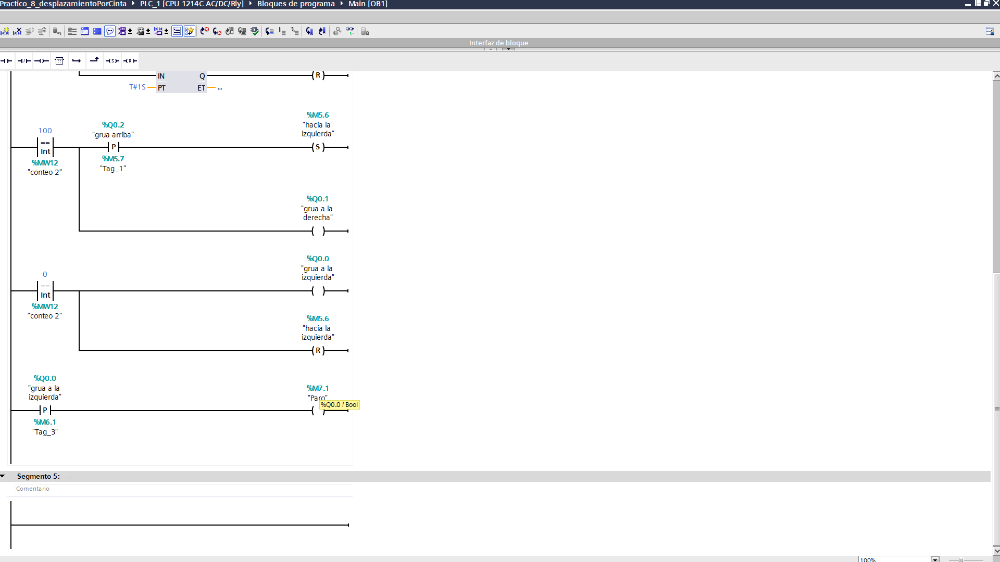 Practico_8_desplazamientoPorCinta ▸ PLC_1 [CPU 1214C AC/DC/Rly] ▸ Bloques de programa ▸ Main [OB1]
Interfaz de bloque
IN Q
( R )
T#1S PT ET ...
%M5.6
"hacia la
izquierda"
%Q0.2
"grua arriba"
100
==
Int
P
( S )
%MW12
"conteo 2"
%M5.7
"Tag_1"
%Q0.1
"grua a la
derecha"
( )
%Q0.0
"grua a la
izquierda"
0
==
Int
( )
%MW12
"conteo 2"
%M5.6
"hacia la
izquierda"
( R )
%Q0.0
"grua a la
izquierda"
%M7.1
"Paro"
%Q0.0 / Bool
P
( )
%M6.1
"Tag_3"
Segmento 5: .....
Comentario
100%